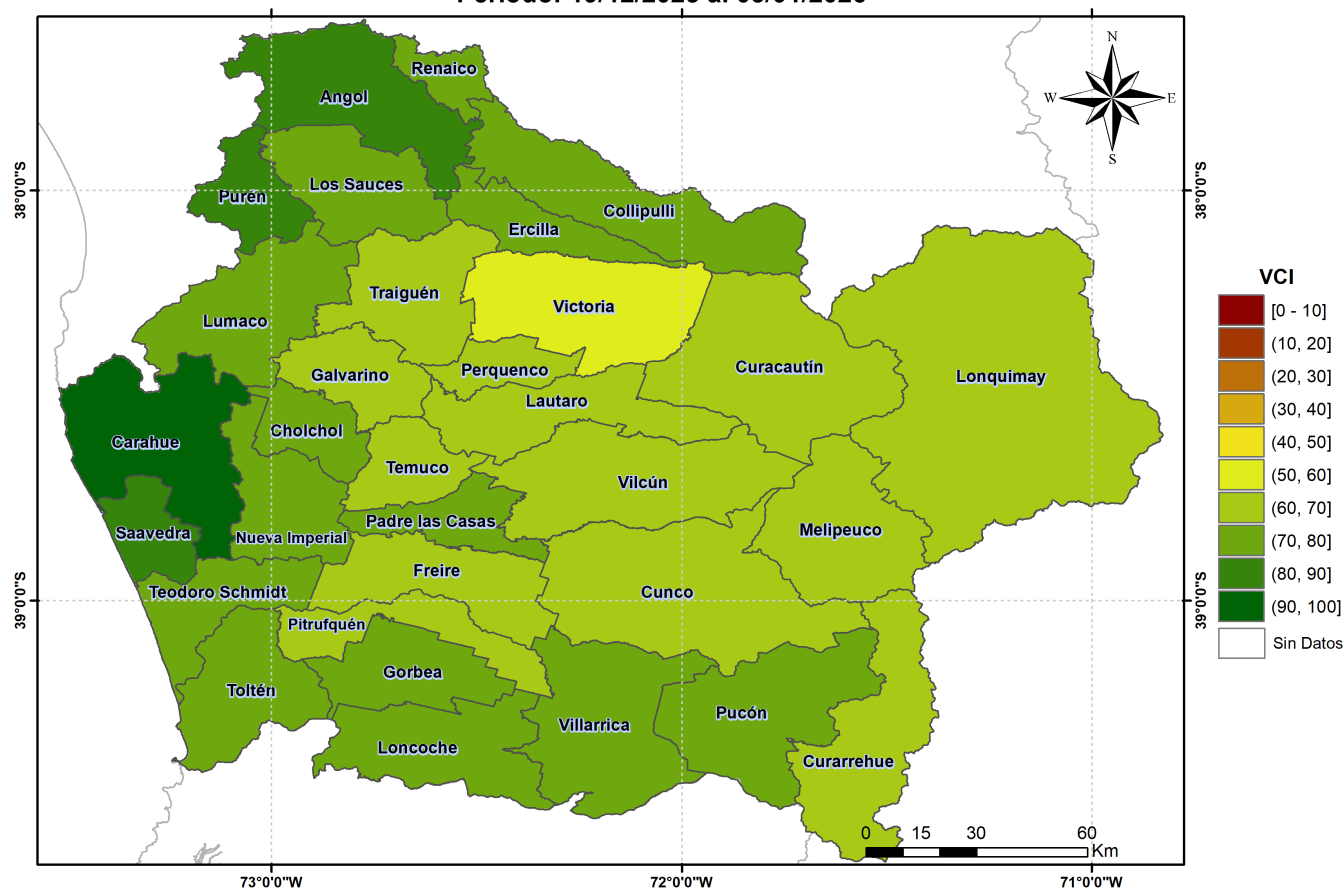 N
W E
S
Renaico
Angol
Los Sauces
Purén
Collipulli
Ercilla
Traiguén
Victoria
Lumaco
Perquenco
Curacautín
Galvarino
Lonquimay
Lautaro
Cholchol
Carahue
Temuco
Vilcún
Padre las Casas
Melipeuco
Saavedra
Nueva Imperial
Freire
Teodoro Schmidt
Cunco
Pitrufquén
Gorbea
Toltén
Pucón
Villarrica
Loncoche
Curarrehue
38°0'0"S
38°0'0"S
39°0'0"S
39°0'0"S
0 15 30 60
Km
73°0'0"W
72°0'0"W
71°0'0"W
VCI
[0 - 10]
(10, 20]
(20, 30]
(30, 40]
(40, 50]
(50, 60]
(60, 70]
(70, 80]
(80, 90]
(90, 100]
Sin Datos